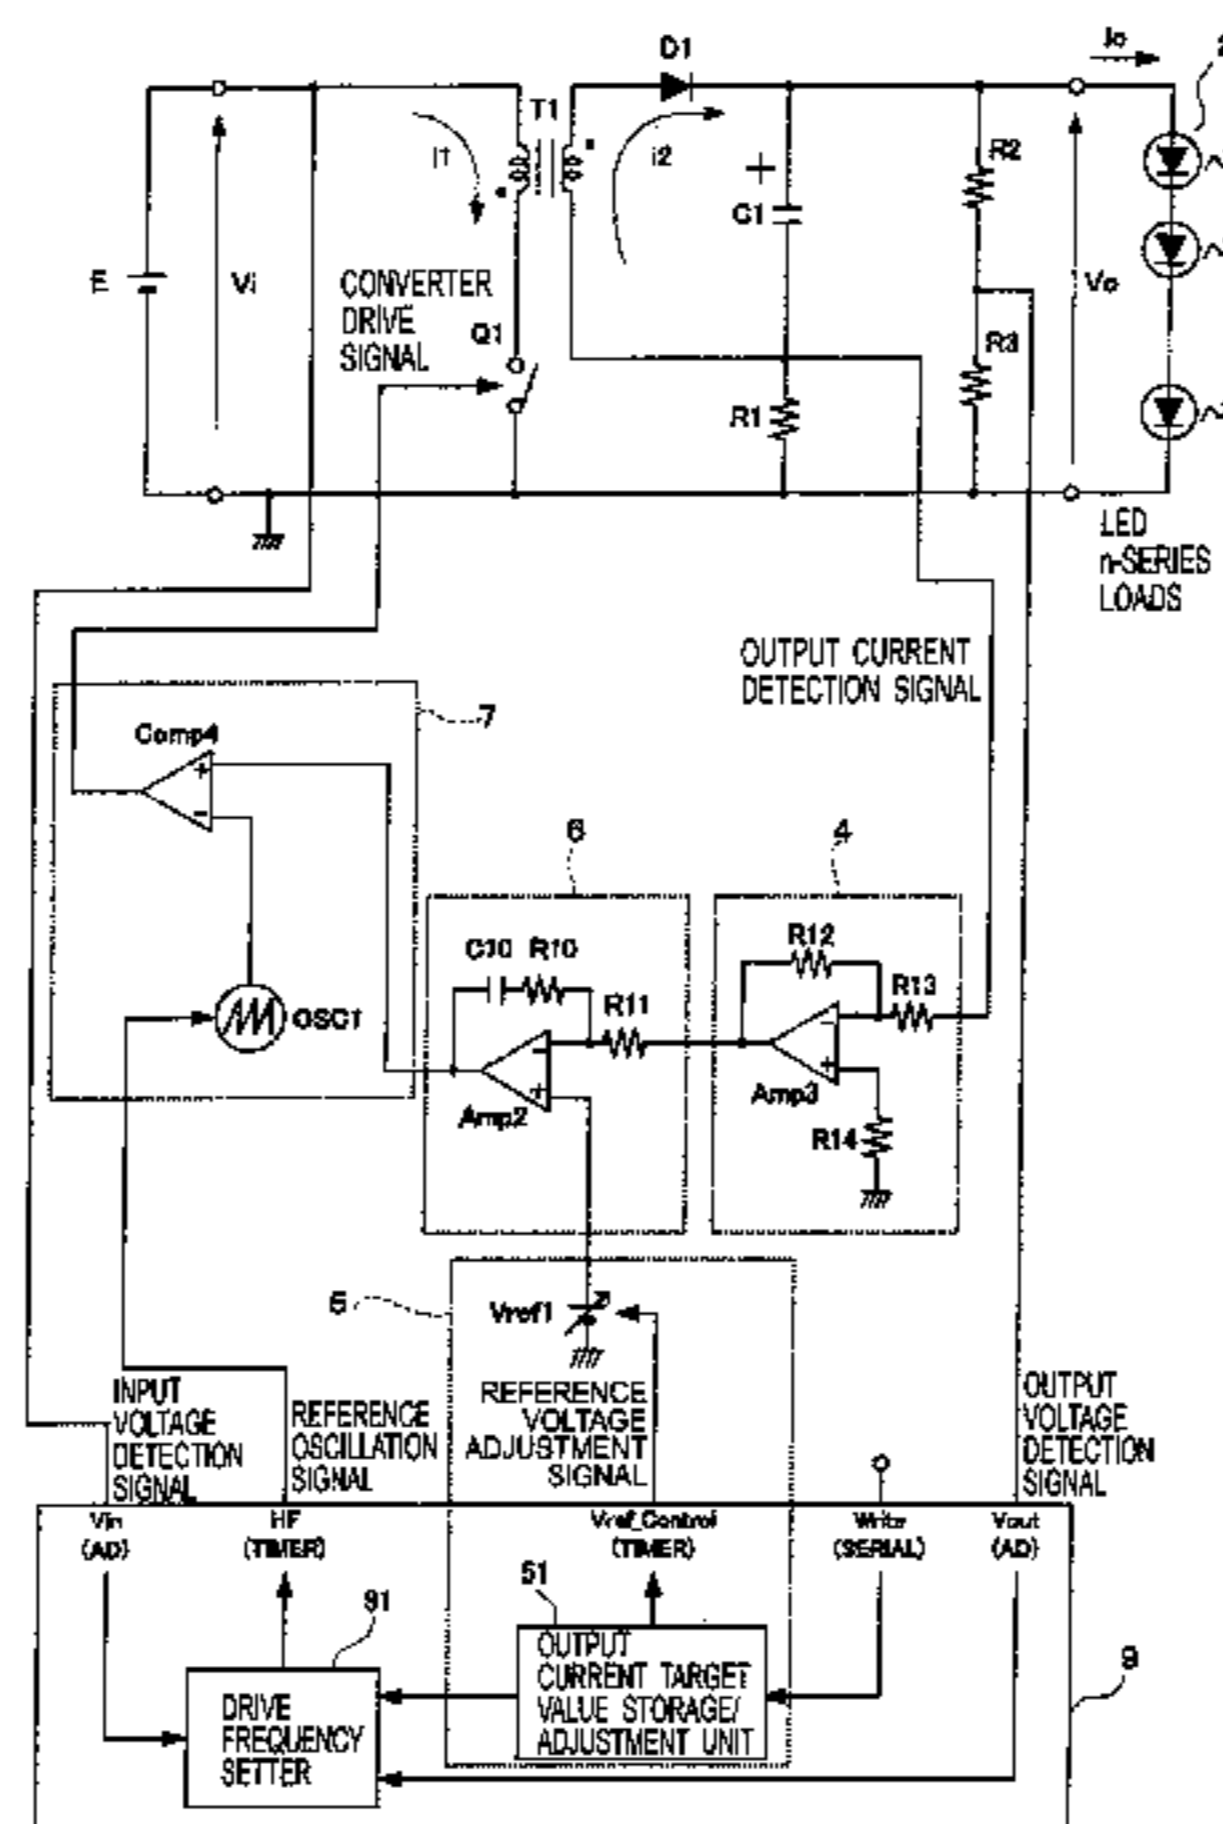 D1
Io
2
T1
i1
i2
R2
+
C1
E
Vi
CONVERTER
DRIVE
SIGNAL
Q1
Vo
R3
R1
LED
n-SERIES
LOADS
OUTPUT CURRENT
DETECTION SIGNAL
7
Comp4
+
-
6
4
C10 R10
R12
R11
R13
OSC1
-
+
Amp2
-
+
Amp3
R14
5
Vref1
INPUT
VOLTAGE
DETECTION
SIGNAL
REFERENCE
OSCILLATION
SIGNAL
REFERENCE
VOLTAGE
ADJUSTMENT
SIGNAL
OUTPUT
VOLTAGE
DETECTION
SIGNAL
Vin
(AD)
HF
(TIMER)
Vref_Control
(TIMER)
Write
(SERIAL)
Vout
(AD)
91
51
9
DRIVE
FREQUENCY
SETTER
OUTPUT
CURRENT TARGET
VALUE STORAGE/
ADJUSTMENT UNIT